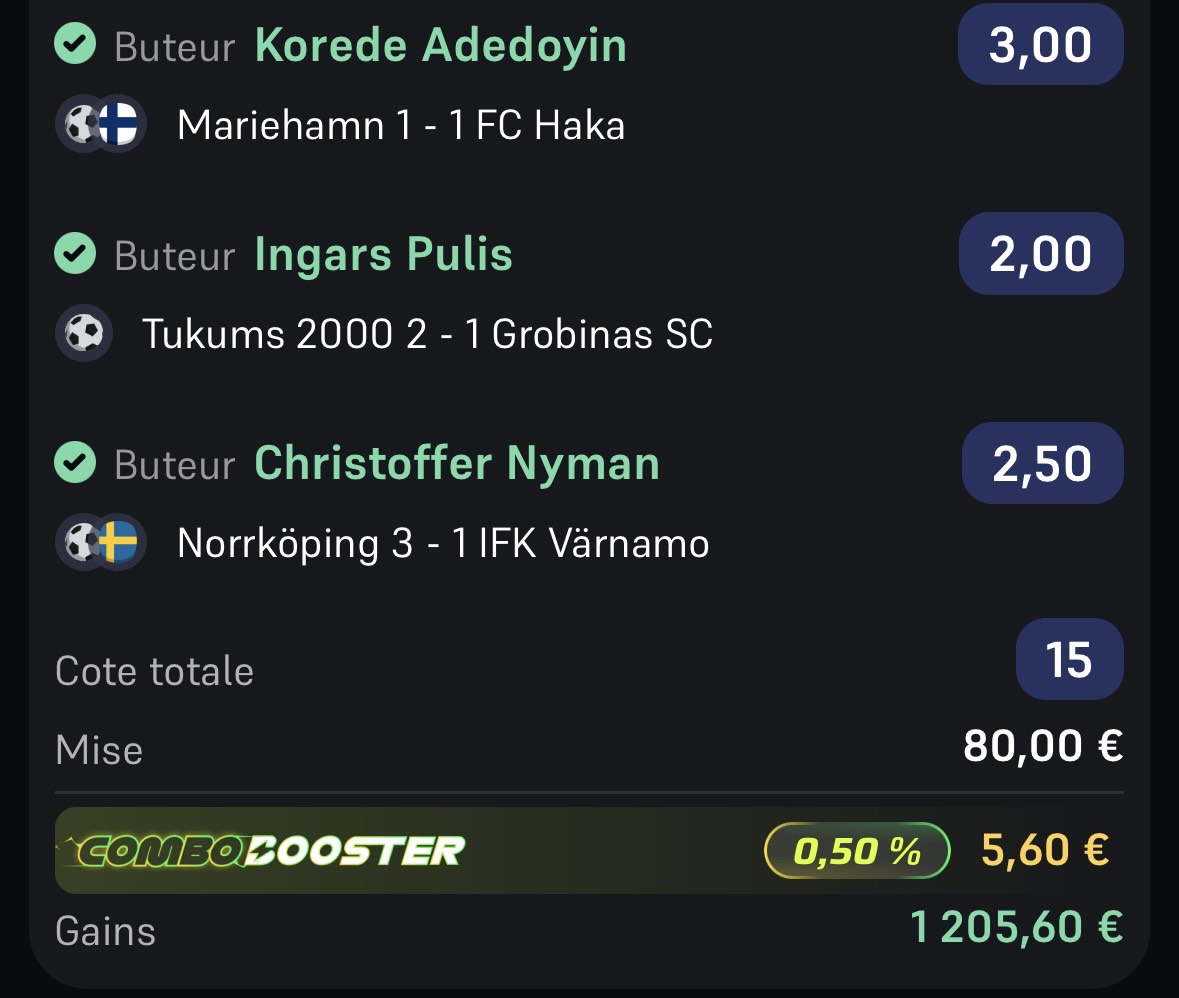 Buteur Korede Adedoyin 3,00
Mariehamn 1 - 1 FC Haka
Buteur Ingars Pulis 2,00
Tukums 2000 2 - 1 Grobinas SC
Buteur Christoffer Nyman 2,50
Norrköping 3 - 1 IFK Värnamo
Cote totale 15
Mise 80,00 €
COMBOBOOSTER 0,50 % 5,60 €
Gains 1 205,60 €